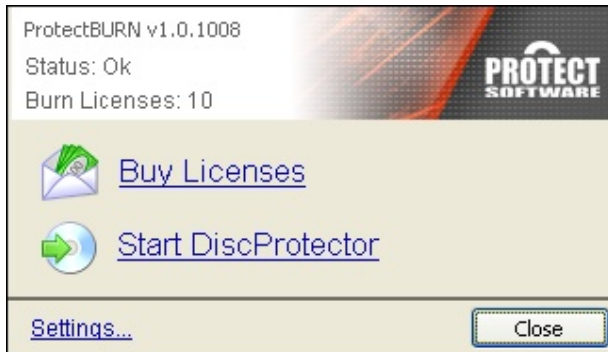 ProtectBURN v1.0.1008
Status: Ok
Burn Licenses: 10
PROTECT
SOFTWARE
Buy Licenses
Start DiscProtector
Settings...
Close